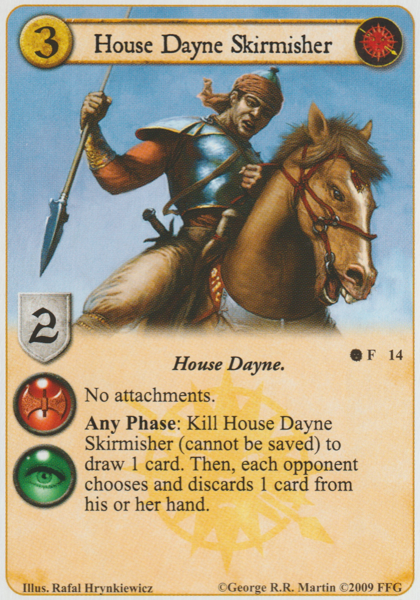 3 House Dayne Skirmisher
2
House Dayne.
F 14
No attachments.
Any Phase: Kill House Dayne
Skirmisher (cannot be saved) to
draw 1 card. Then, each opponent
chooses and discards 1 card from
his or her hand.
Illus. Rafal Hrynkiewicz ©George R.R. Martin ©2009 FFG